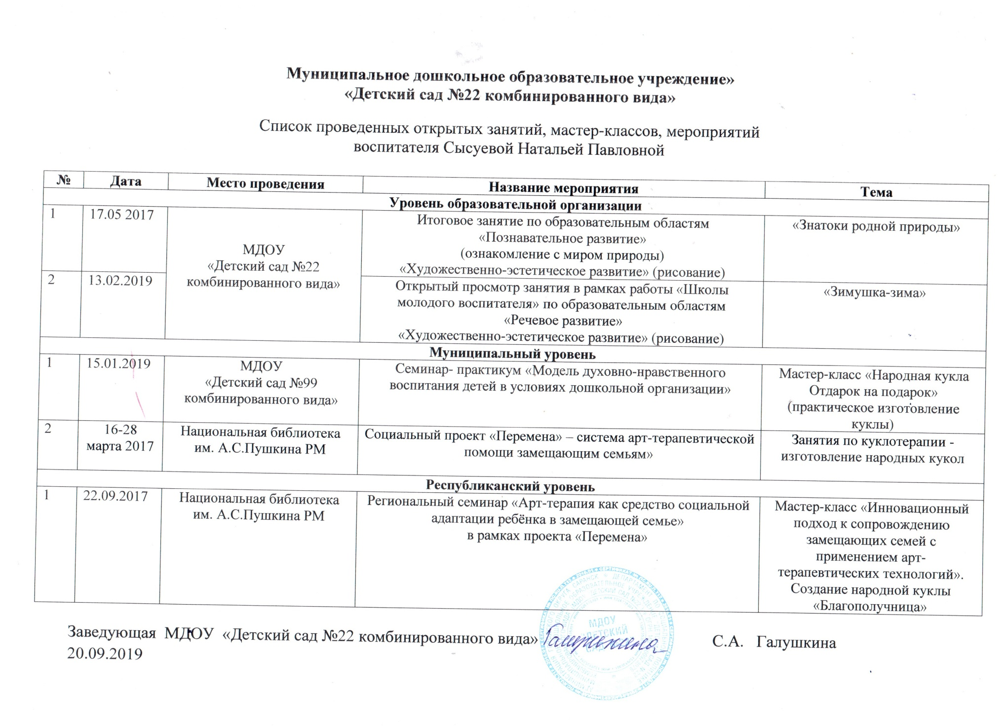 Муниципальное дошкольное образовательное учреждение»
«Детский сад №22 комбинированного вида»
Список проведенных открытых занятий, мастер-классов, мероприятий
воспитателя Сысуевой Натальей Павловной
№ Дата Место проведения Название мероприятия Тема
Уровень образовательной организации
1 17.05 2017
МДОУ
«Детский сад №22
комбинированного вида»
Итоговое занятие по образовательным областям
«Познавательное развитие»
(ознакомление с миром природы)
«Художественно-эстетическое развитие» (рисование)
«Знатоки родной природы»
2 13.02.2019
Открытый просмотр занятия в рамках работы «Школы
молодого воспитателя» по образовательным областям
«Речевое развитие»
«Художественно-эстетическое развитие» (рисование)
«Зимушка-зима»
Муниципальный уровень
1 15.01.2019
МДОУ
«Детский сад №99
комбинированного вида»
Семинар- практикум «Модель духовно-нравственного
воспитания детей в условиях дошкольной организации»
Мастер-класс «Народная кукла
Отдарок на подарок»
(практическое изготовление
куклы)
2 16-28
марта 2017
Национальная библиотека
им. А.С.Пушкина РМ
Социальный проект «Перемена» – система арт-терапевтической
помощи замещающим семьям»
Занятия по куклотерапии -
изготовление народных кукол
Республиканский уровень
1 22.09.2017
Национальная библиотека
им. А.С.Пушкина РМ
Региональный семинар «Арт-терапия как средство социальной
адаптации ребёнка в замещающей семье»
в рамках проекта «Перемена»
Мастер-класс «Инновационный
подход к сопровождению
замещающих семей с
применением арт-
терапевтических технологий».
Создание народной куклы
«Благополучница»
Заведующая МДОУ «Детский сад №22 комбинированного вида» Галушкина С.А. Галушкина
20.09.2019
МДОУ
«ДЕТСКИЙ